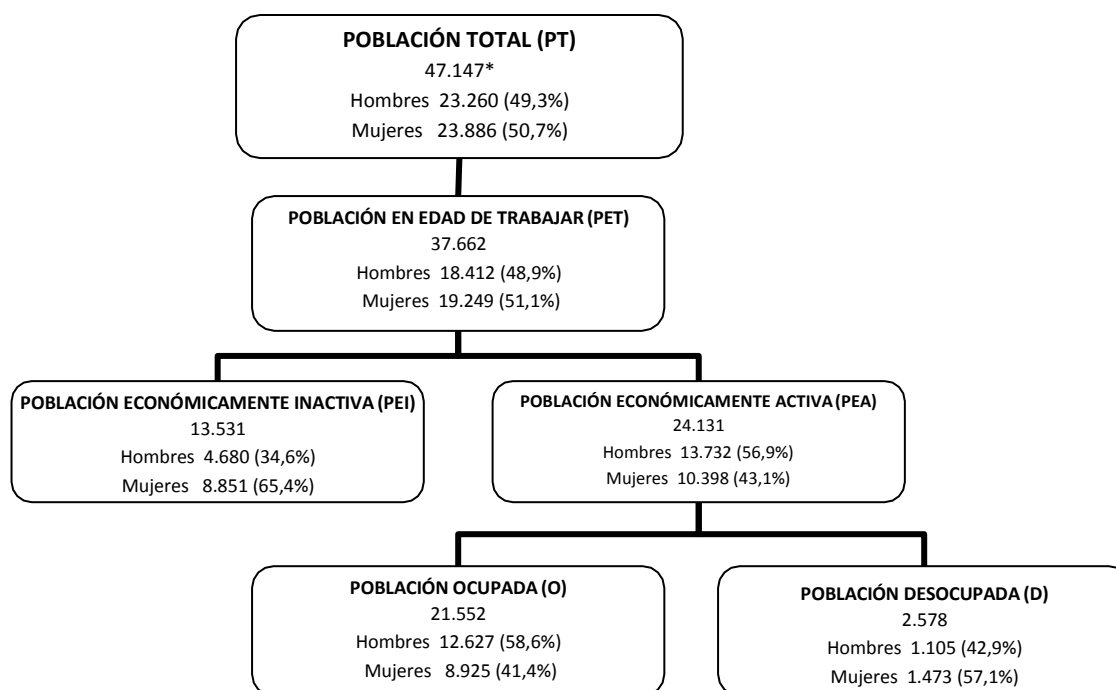 POBLACIÓN TOTAL (PT)
47.147*
Hombres 23.260 (49,3%)
Mujeres 23.886 (50,7%)
POBLACIÓN EN EDAD DE TRABAJAR (PET)
37.662
Hombres 18.412 (48,9%)
Mujeres 19.249 (51,1%)
POBLACIÓN ECONÓMICAMENTE INACTIVA (PEI)
13.531
Hombres 4.680 (34,6%)
Mujeres 8.851 (65,4%)
POBLACIÓN ECONÓMICAMENTE ACTIVA (PEA)
24.131
Hombres 13.732 (56,9%)
Mujeres 10.398 (43,1%)
POBLACIÓN OCUPADA (O)
21.552
Hombres 12.627 (58,6%)
Mujeres 8.925 (41,4%)
POBLACIÓN DESOCUPADA (D)
2.578
Hombres 1.105 (42,9%)
Mujeres 1.473 (57,1%)